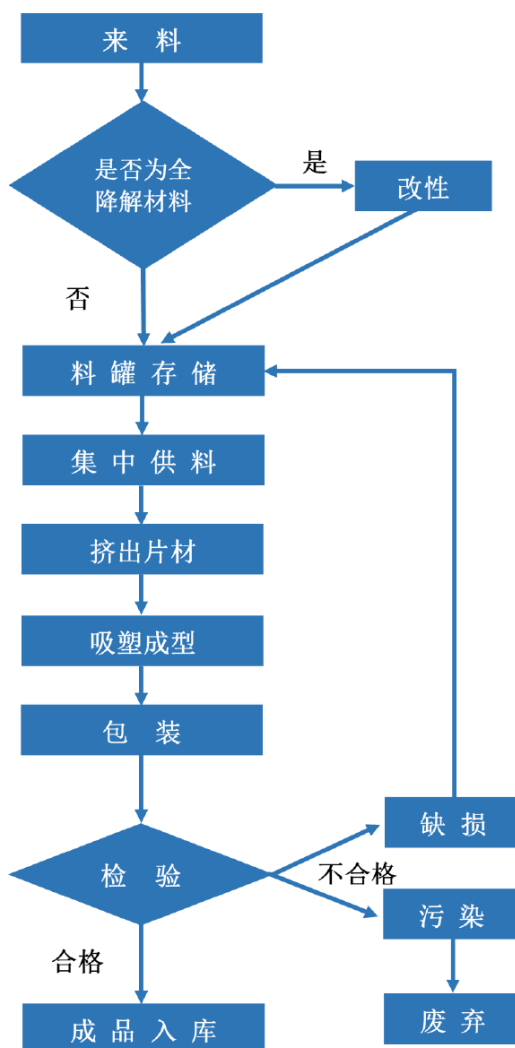 来 料
是否为全
降解材料
是
改性
否
料 罐 存 储
集 中 供 料
挤出片材
吸塑成型
包 装
检 验
不合格
缺 损
污 染
合格
成 品 入 库
废 弃